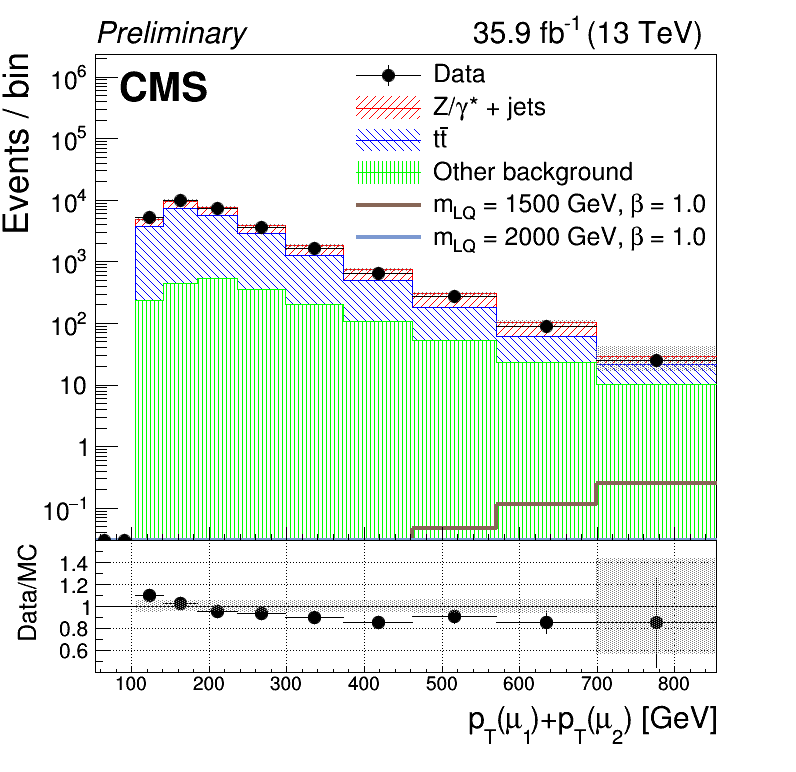 Preliminary 35.9 fb⁻¹ (13 TeV)
CMS
Events / bin
Data
Z/γ* + jets
tt̄
Other background
m_LQ = 1500 GeV, β = 1.0
m_LQ = 2000 GeV, β = 1.0
10⁶
10⁵
10⁴
10³
10²
10
1
10⁻¹
Data/MC
1.4
1.2
1
0.8
0.6
100 200 300 400 500 600 700 800
p_T(μ₁)+p_T(μ₂) [GeV]